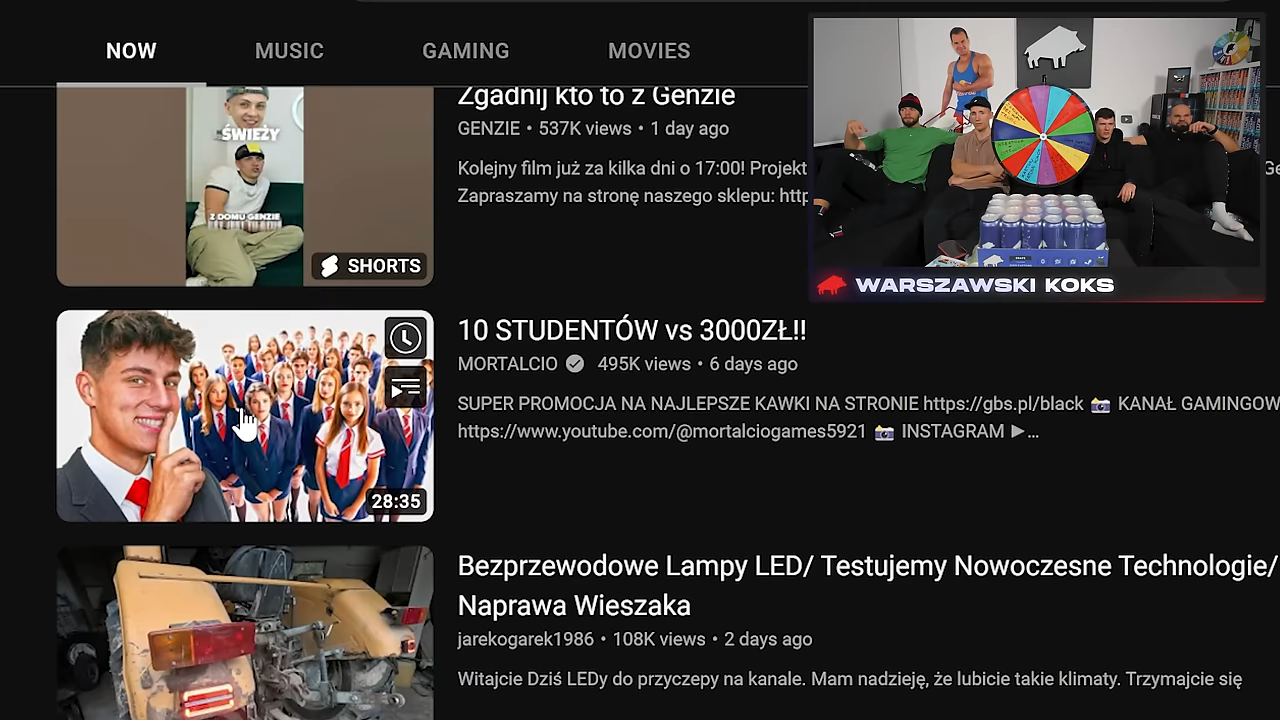 NOW MUSIC GAMING MOVIES
Zgadnij kto to z Genzie
GENZIE • 537K views • 1 day ago
Kolejny film już za kilka dni o 17:00! Projekt
Zapraszamy na stronę naszego sklepu: http
ŚWIEŻY
Z DOMU GENZIE
SHORTS
WARSZAWSKI KOKS
10 STUDENTÓW vs 3000ZŁ!!
MORTALCIO 495K views • 6 days ago
SUPER PROMOCJA NA NAJLEPSZE KAWKI NA STRONIE https://gbs.pl/black 📸 KANAŁ GAMINGOW
https://www.youtube.com/@mortalciogames5921 📸 INSTAGRAM ►...
28:35
Bezprzewodowe Lampy LED/ Testujemy Nowoczesne Technologie/
Naprawa Wieszaka
jarekogarek1986 • 108K views • 2 days ago
Witajcie Dziś LEDy do przyczepy na kanale. Mam nadzieję, że lubicie takie klimaty. Trzymajcie się